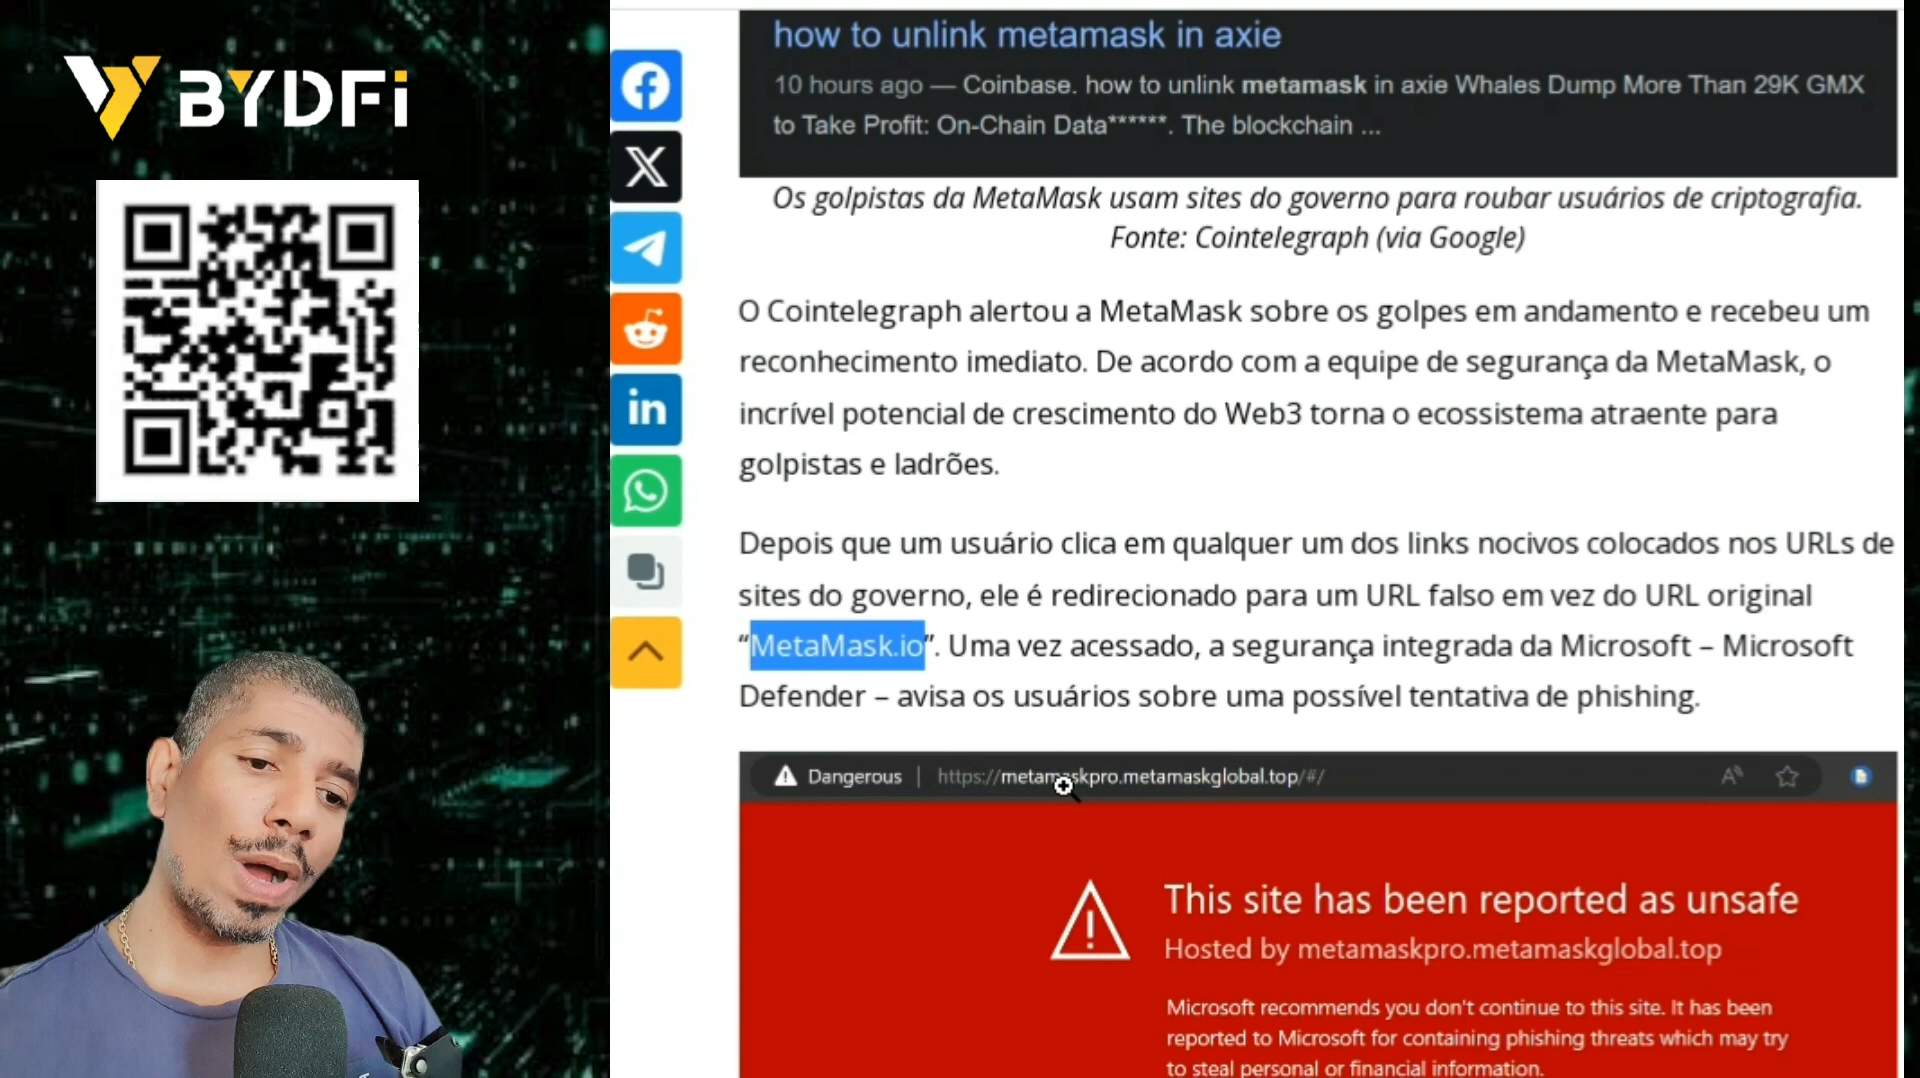 BYDFi
how to unlink metamask in axie
10 hours ago — Coinbase. how to unlink metamask in axie Whales Dump More Than 29K GMX
to Take Profit: On-Chain Data******. The blockchain ...
Os golpistas da MetaMask usam sites do governo para roubar usuários de criptografia.
Fonte: Cointelegraph (via Google)
O Cointelegraph alertou a MetaMask sobre os golpes em andamento e recebeu um
reconhecimento imediato. De acordo com a equipe de segurança da MetaMask, o
incrível potencial de crescimento do Web3 torna o ecossistema atraente para
golpistas e ladrões.
Depois que um usuário clica em qualquer um dos links nocivos colocados nos URLs de
sites do governo, ele é redirecionado para um URL falso em vez do URL original
“MetaMask.io”. Uma vez acessado, a segurança integrada da Microsoft – Microsoft
Defender – avisa os usuários sobre uma possível tentativa de phishing.
Dangerous | https://metamaskpro.metamaskglobal.top/#/
This site has been reported as unsafe
Hosted by metamaskpro.metamaskglobal.top
Microsoft recommends you don't continue to this site. It has been
reported to Microsoft for containing phishing threats which may try
to steal personal or financial information.